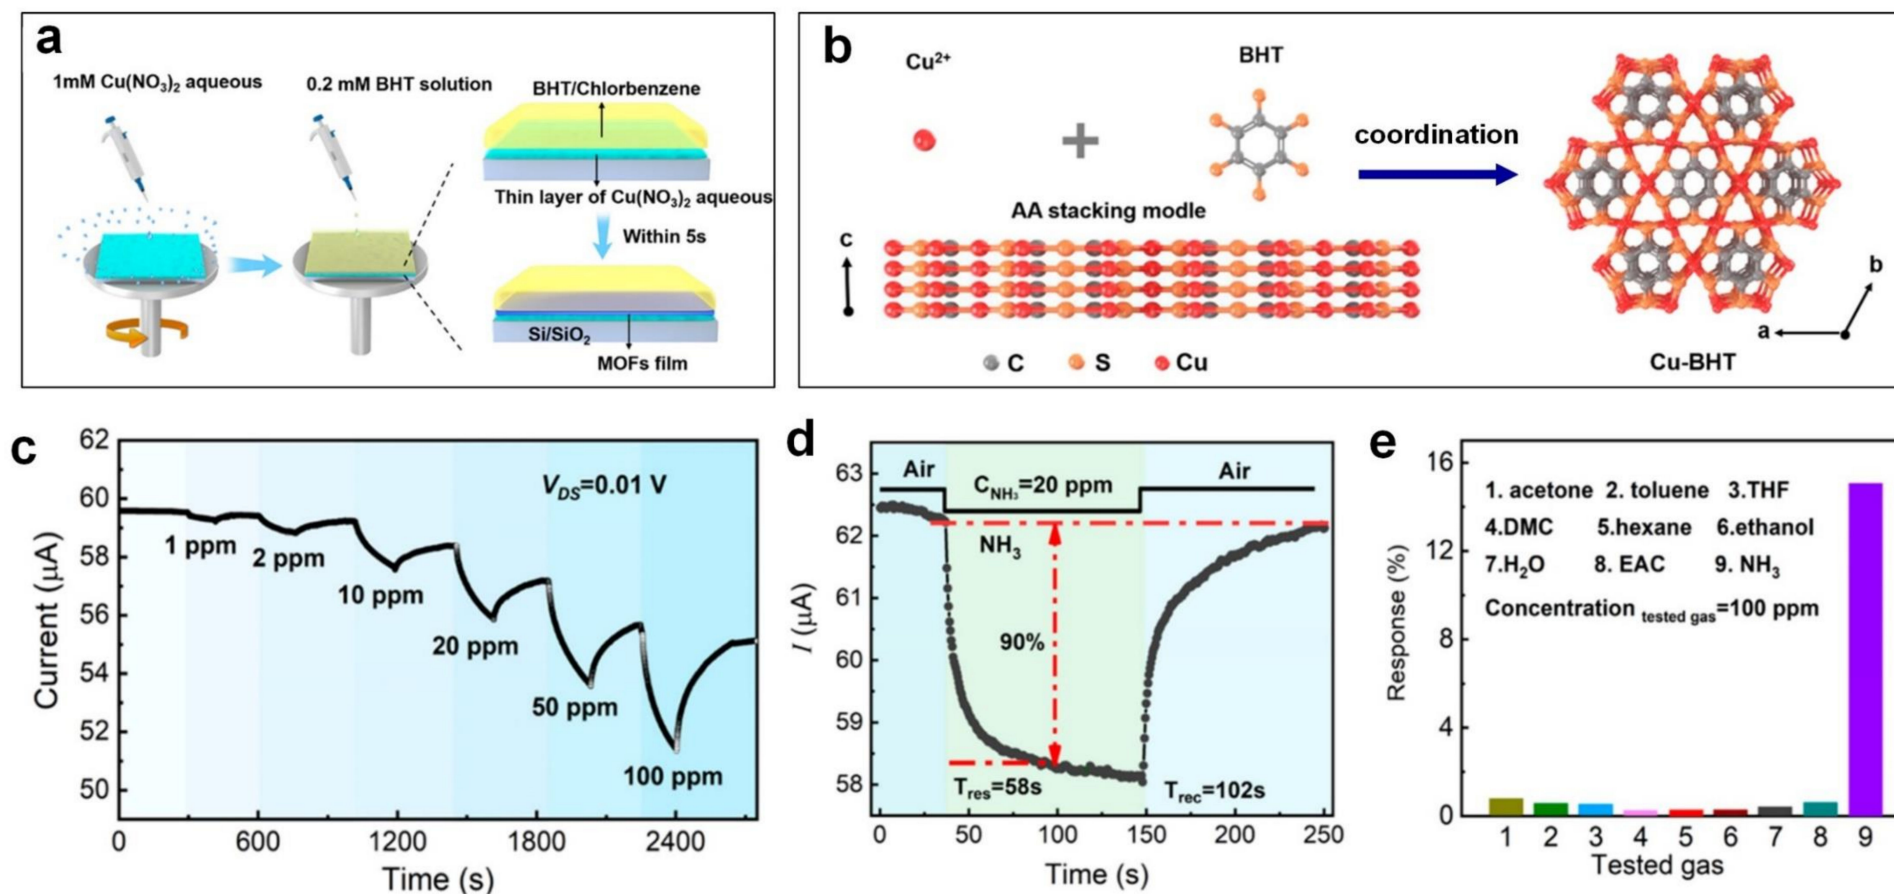 a
1mM Cu(NO₃)₂ aqueous
0.2 mM BHT solution
BHT/Chlorbenzene
Thin layer of Cu(NO₃)₂ aqueous
Within 5s
Si/SiO₂
MOFs film
b
Cu²⁺
BHT
+
coordination
AA stacking modle
c
C
S
Cu
b
a
Cu-BHT
c
62
60
58
56
54
52
50
Current (μA)
V_DS=0.01 V
1 ppm
2 ppm
10 ppm
20 ppm
50 ppm
100 ppm
0 600 1200 1800 2400
Time (s)
d
63
62
61
60
59
58
I (μA)
Air
C_NH₃=20 ppm
Air
NH₃
90%
T_res=58s
T_rec=102s
0 50 100 150 200 250
Time (s)
e
16
12
8
4
0
Response (%)
1. acetone 2. toluene 3.THF
4.DMC 5.hexane 6.ethanol
7.H₂O 8. EAC 9. NH₃
Concentration tested gas=100 ppm
1 2 3 4 5 6 7 8 9
Tested gas